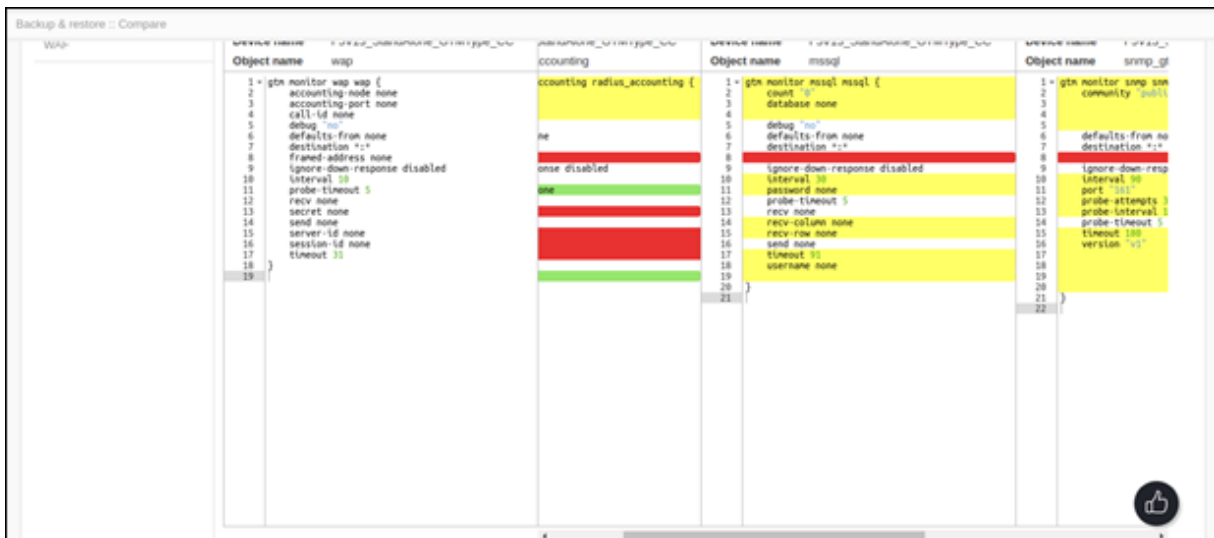 Backup & restore :: Compare
WAF
Device name F5V15_StandAlone_GTMType_CC StandAlone_GTMType_CC Device name F5V15_StandAlone_GTMType_CC Device name F5V15_
Object name wap ccounting Object name mssql Object name snmp_gt
1 gtm monitor wap wap {
2 accounting-node none
3 accounting-port none
4 call-id none
5 debug "no"
6 defaults-from none
7 destination *:*
8 framed-address none
9 ignore-down-response disabled
10 interval 10
11 probe-timeout 5
12 recv none
13 secret none
14 send none
15 server-id none
16 session-id none
17 timeout 31
18 }
19
ccounting radius_accounting {
ne
onse disabled
one
1 gtm monitor mssql mssql {
2 count "0"
3 database none
4
5 debug "no"
6 defaults-from none
7 destination *:*
8
9 ignore-down-response disabled
10 interval 30
11 password none
12 probe-timeout 5
13 recv none
14 recv-column none
15 recv-row none
16 send none
17 timeout 91
18 username none
19
20 }
21
1 gtm monitor snmp snm
2 community "publi
3
4
5
6 defaults-from no
7 destination *:*
8
9 ignore-down-resp
10 interval 90
11 port "161"
12 probe-attempts 3
13 probe-interval 1
14 probe-timeout 5
15 timeout 180
16 version "v1"
17
18
19
20
21 }
22